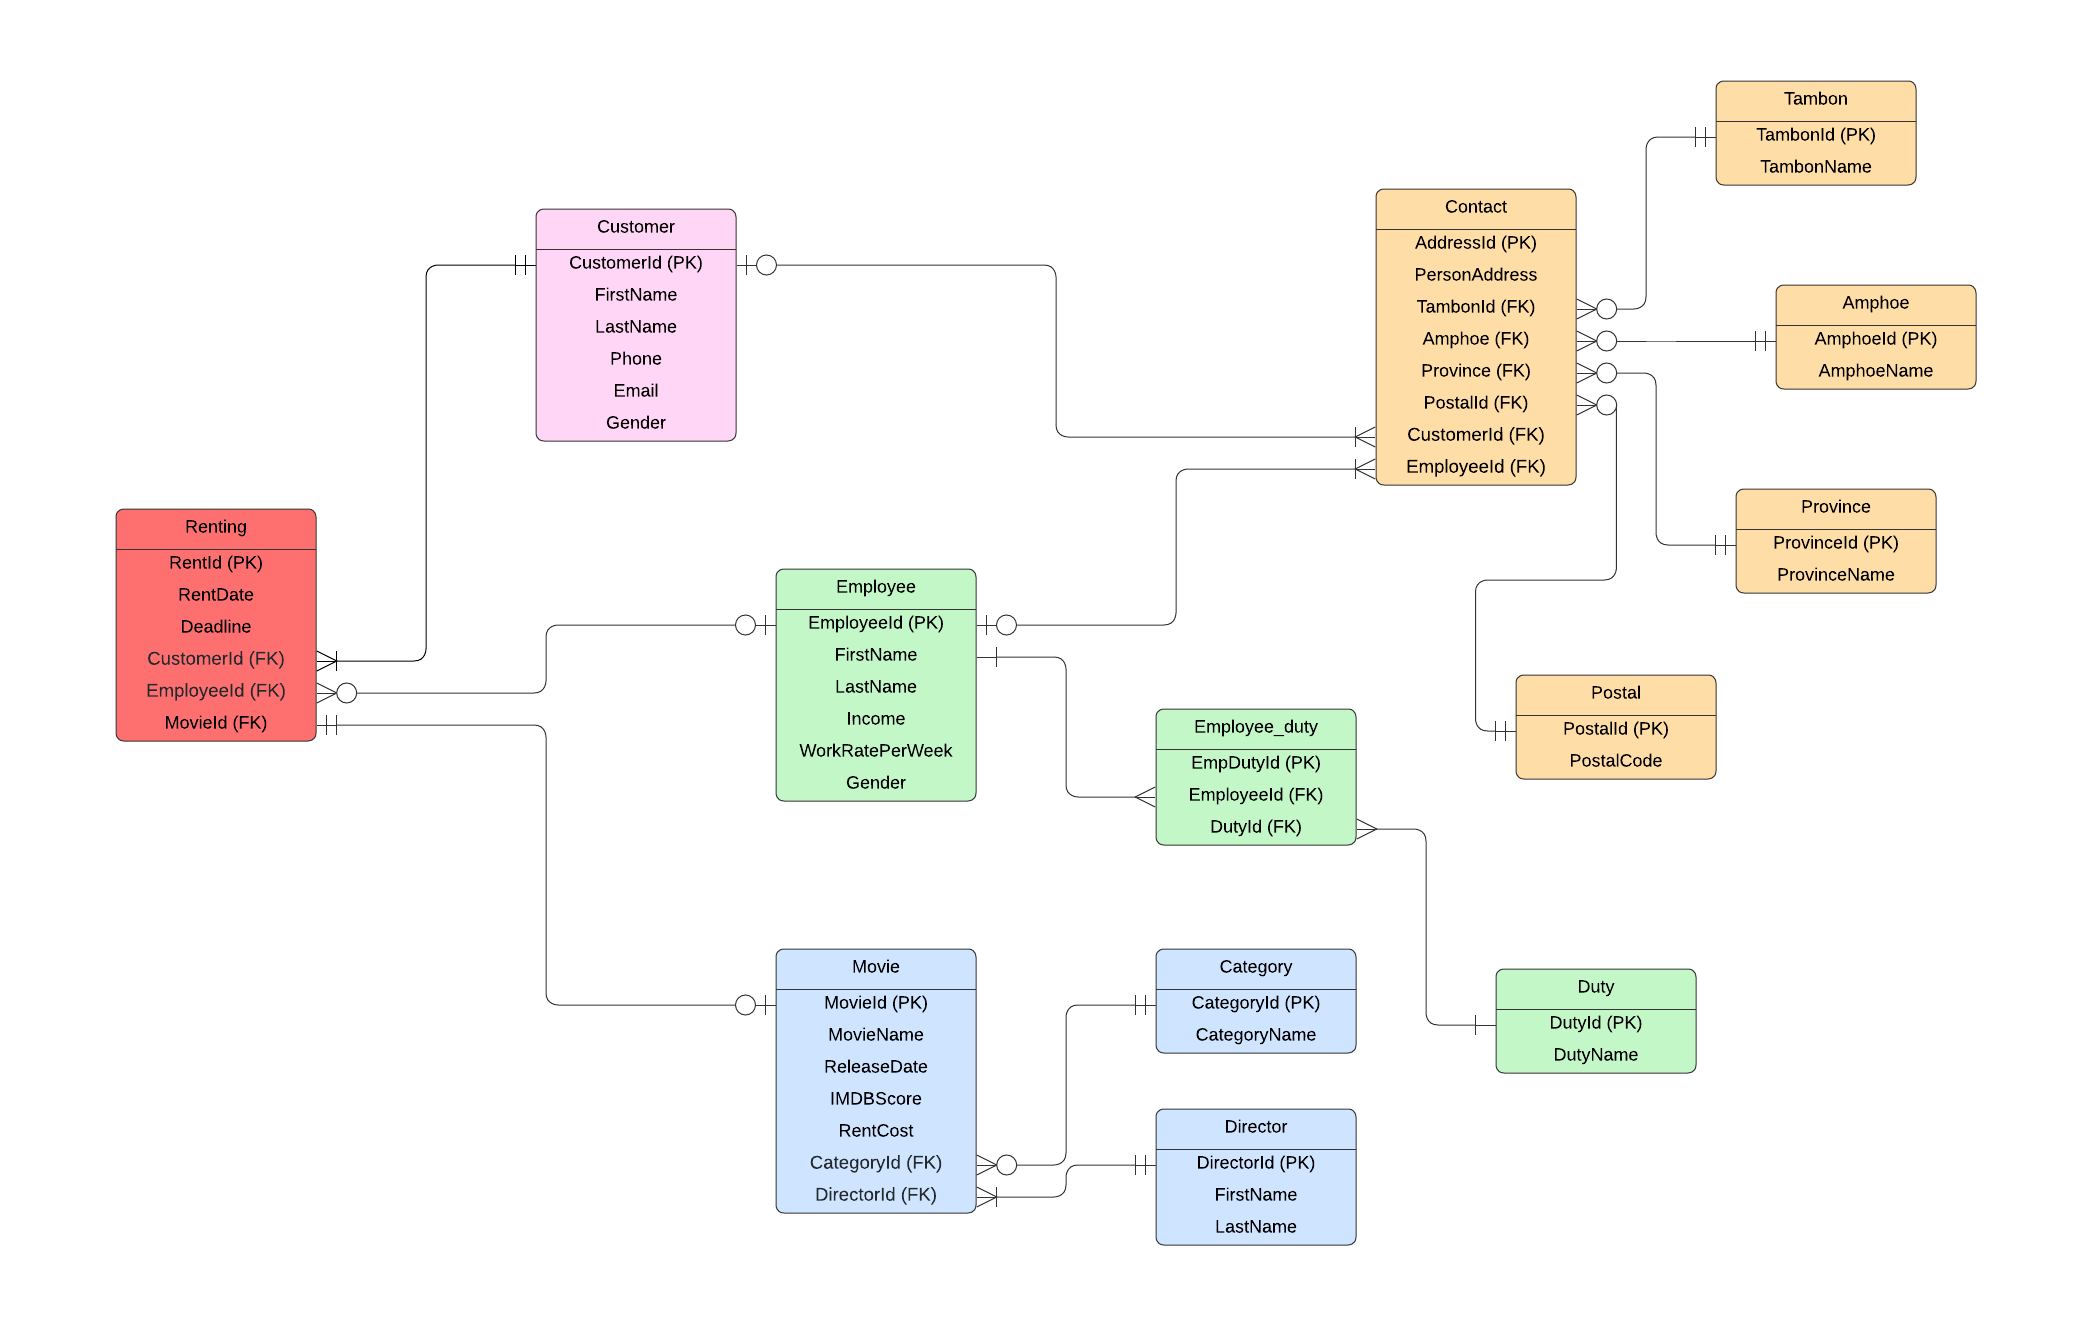 Tambon
TambonId (PK)
TambonName
Contact
AddressId (PK)
PersonAddress
TambonId (FK)
Amphoe (FK)
Province (FK)
PostalId (FK)
CustomerId (FK)
EmployeeId (FK)
Customer
CustomerId (PK)
FirstName
LastName
Phone
Email
Gender
Amphoe
AmphoeId (PK)
AmphoeName
Province
ProvinceId (PK)
ProvinceName
Renting
RentId (PK)
RentDate
Deadline
CustomerId (FK)
EmployeeId (FK)
MovieId (FK)
Employee
EmployeeId (PK)
FirstName
LastName
Income
WorkRatePerWeek
Gender
Postal
PostalId (PK)
PostalCode
Employee_duty
EmpDutyId (PK)
EmployeeId (FK)
DutyId (FK)
Movie
MovieId (PK)
MovieName
ReleaseDate
IMDBScore
RentCost
CategoryId (FK)
DirectorId (FK)
Category
CategoryId (PK)
CategoryName
Duty
DutyId (PK)
DutyName
Director
DirectorId (PK)
FirstName
LastName